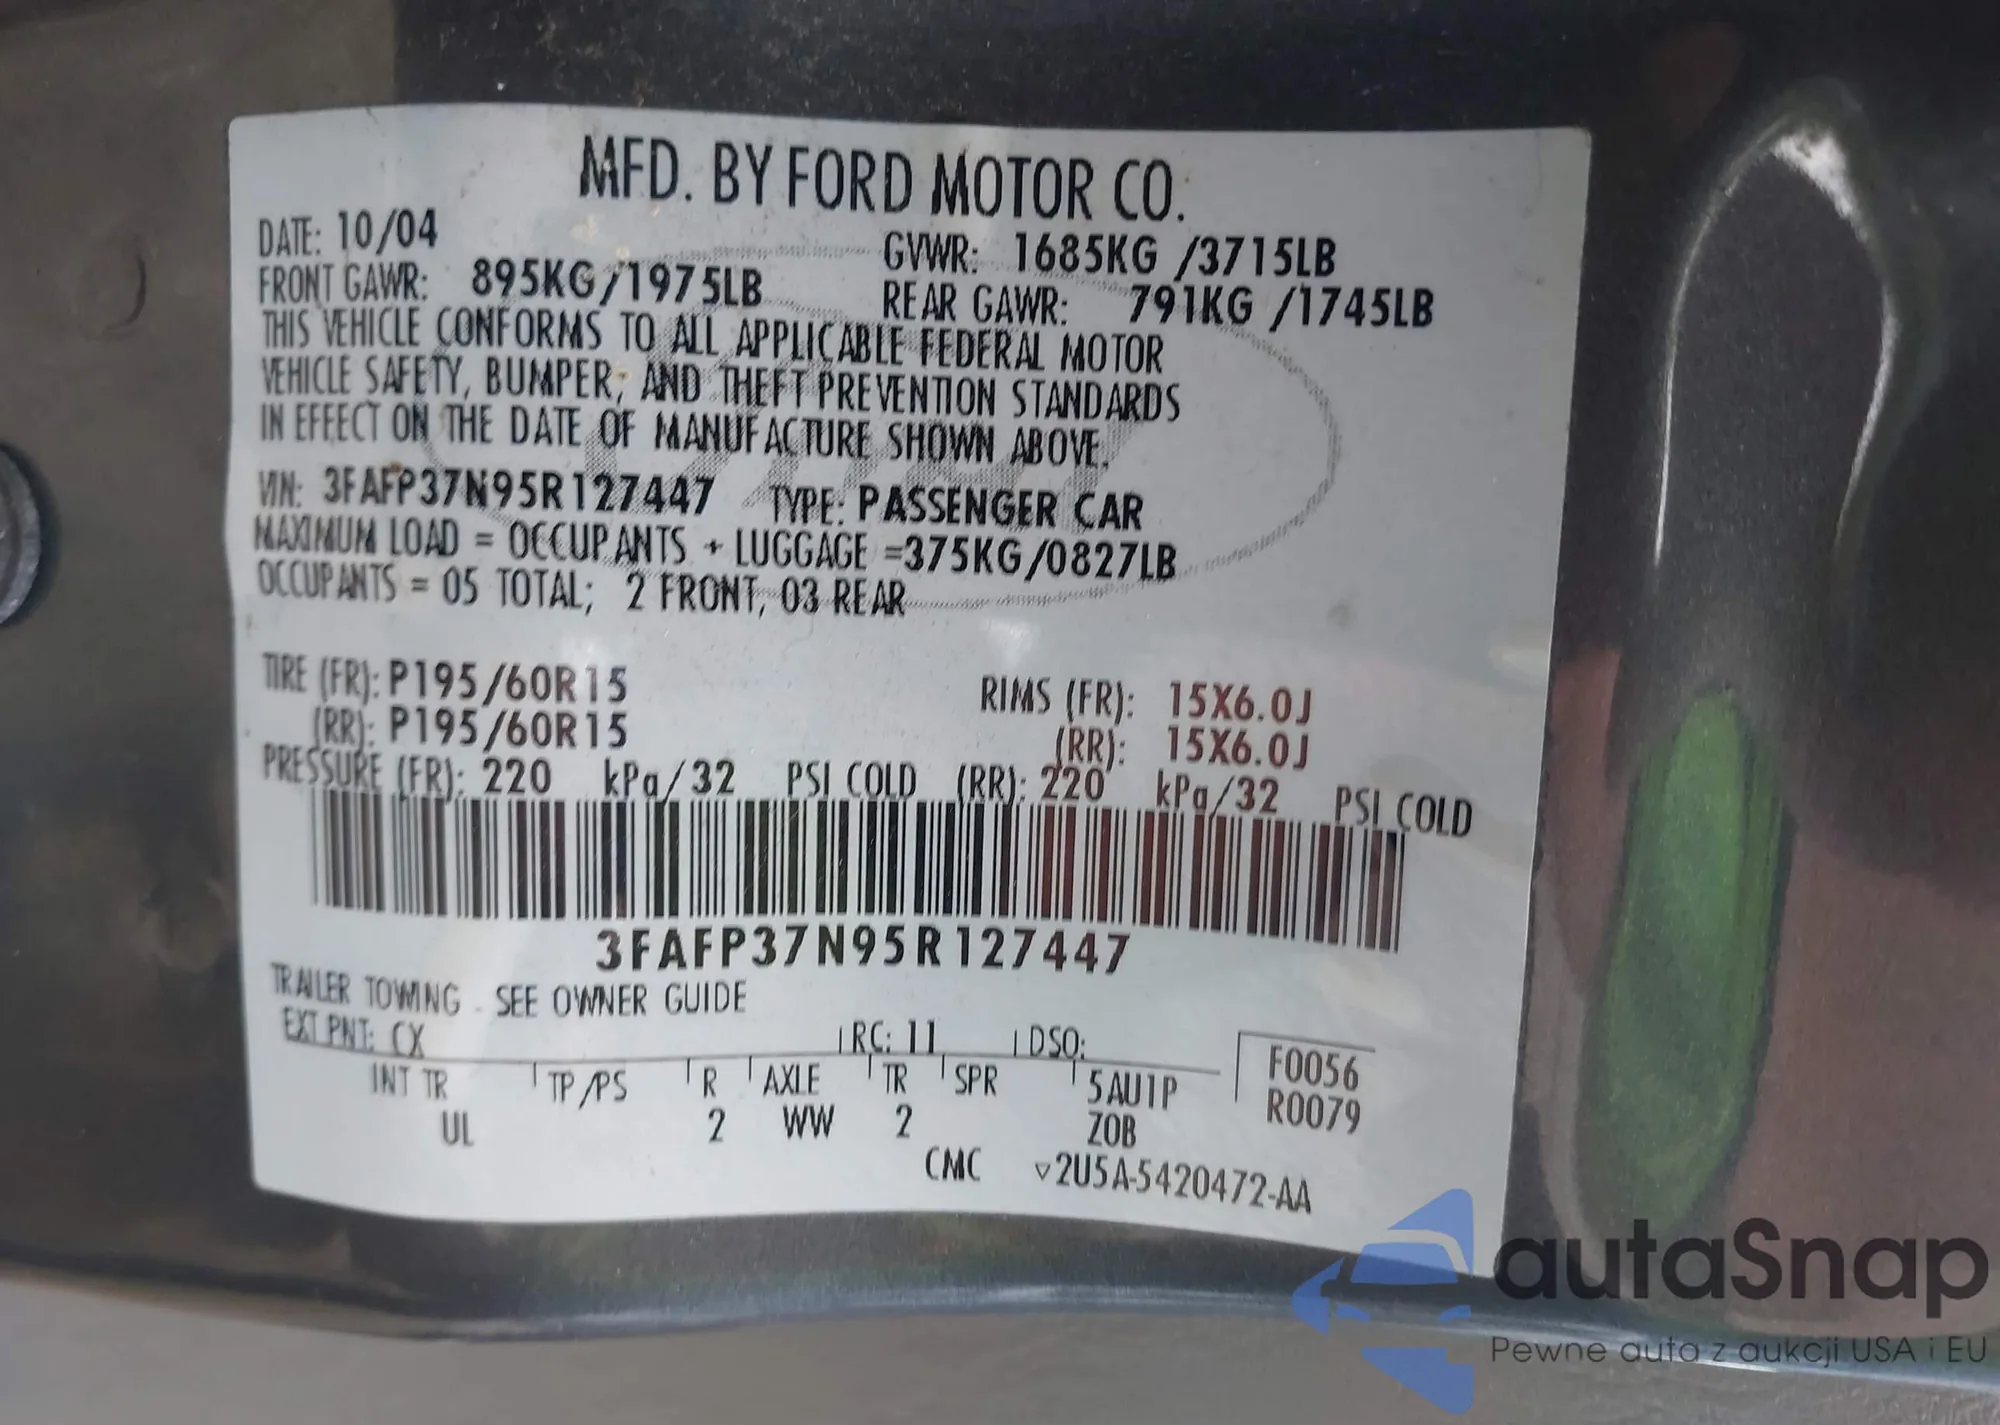 MFD. BY FORD MOTOR CO.
DATE: 10/04
GVWR: 1685KG /3715LB
FRONT GAWR: 895KG/1975LB
REAR GAWR: 791KG /1745LB
THIS VEHICLE CONFORMS TO ALL APPLICABLE FEDERAL MOTOR
VEHICLE SAFETY, BUMPER, AND THEFT PREVENTION STANDARDS
IN EFFECT ON THE DATE OF MANUFACTURE SHOWN ABOVE.
VIN: 3FAFP37N95R127447 TYPE: PASSENGER CAR
MAXIMUM LOAD = OCCUPANTS + LUGGAGE =375KG/0827LB
OCCUPANTS = 05 TOTAL; 2 FRONT, 03 REAR
TIRE (FR): P195/60R15 RIMS (FR): 15X6.0J
(RR): P195/60R15 (RR): 15X6.0J
PRESSURE (FR): 220 kPa/32 PSI COLD (RR): 220 kPa/32 PSI COLD
3FAFP37N95R127447
TRAILER TOWING - SEE OWNER GUIDE
EXT PNT: CX RC: 11 DSO:
F0056
INT TR TP/PS R AXLE TR SPR 5AU1P
R0079
UL 2 WW 2 ZOB
CMC ▽2U5A-5420472-AA
autaSnap
Pewne auta z aukcji USA i EU